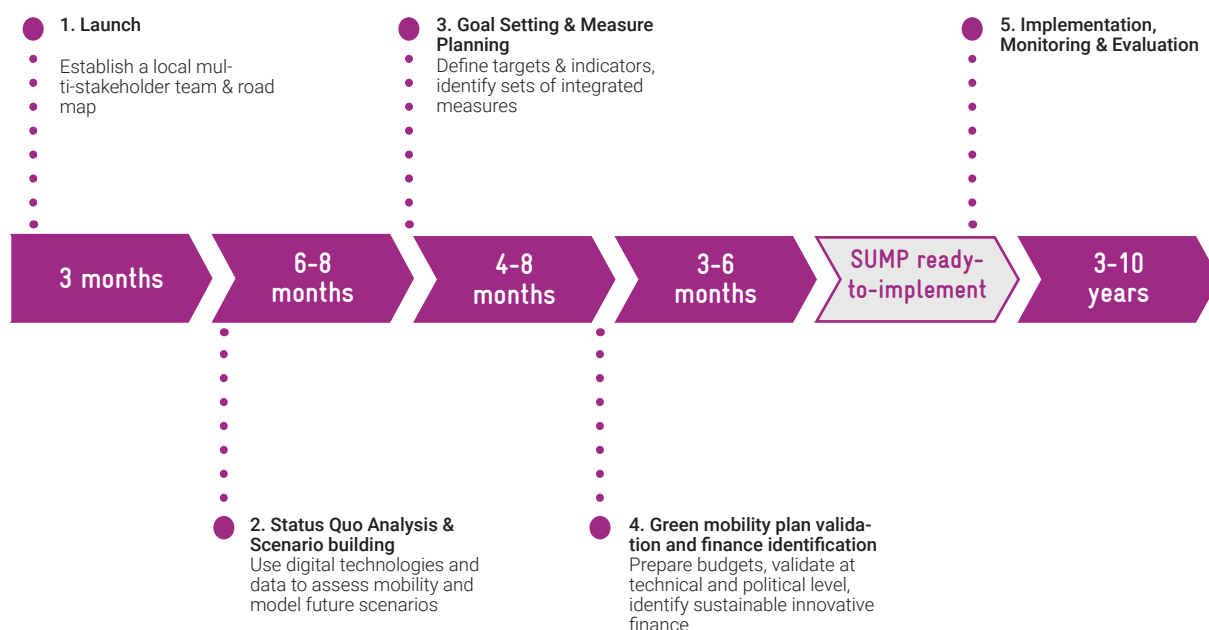 1. Launch
Establish a local mul-
ti-stakeholder team & road
map
3. Goal Setting & Measure
Planning
Define targets & indicators,
identify sets of integrated
measures
5. Implementation,
Monitoring & Evaluation
3 months
6-8
months
4-8
months
3-6
months
SUMP ready-
to-implement
3-10
years
2. Status Quo Analysis &
Scenario building
Use digital technologies and
data to assess mobility and
model future scenarios
4. Green mobility plan valida-
tion and finance identification
Prepare budgets, validate at
technical and political level,
identify sustainable innovative
finance